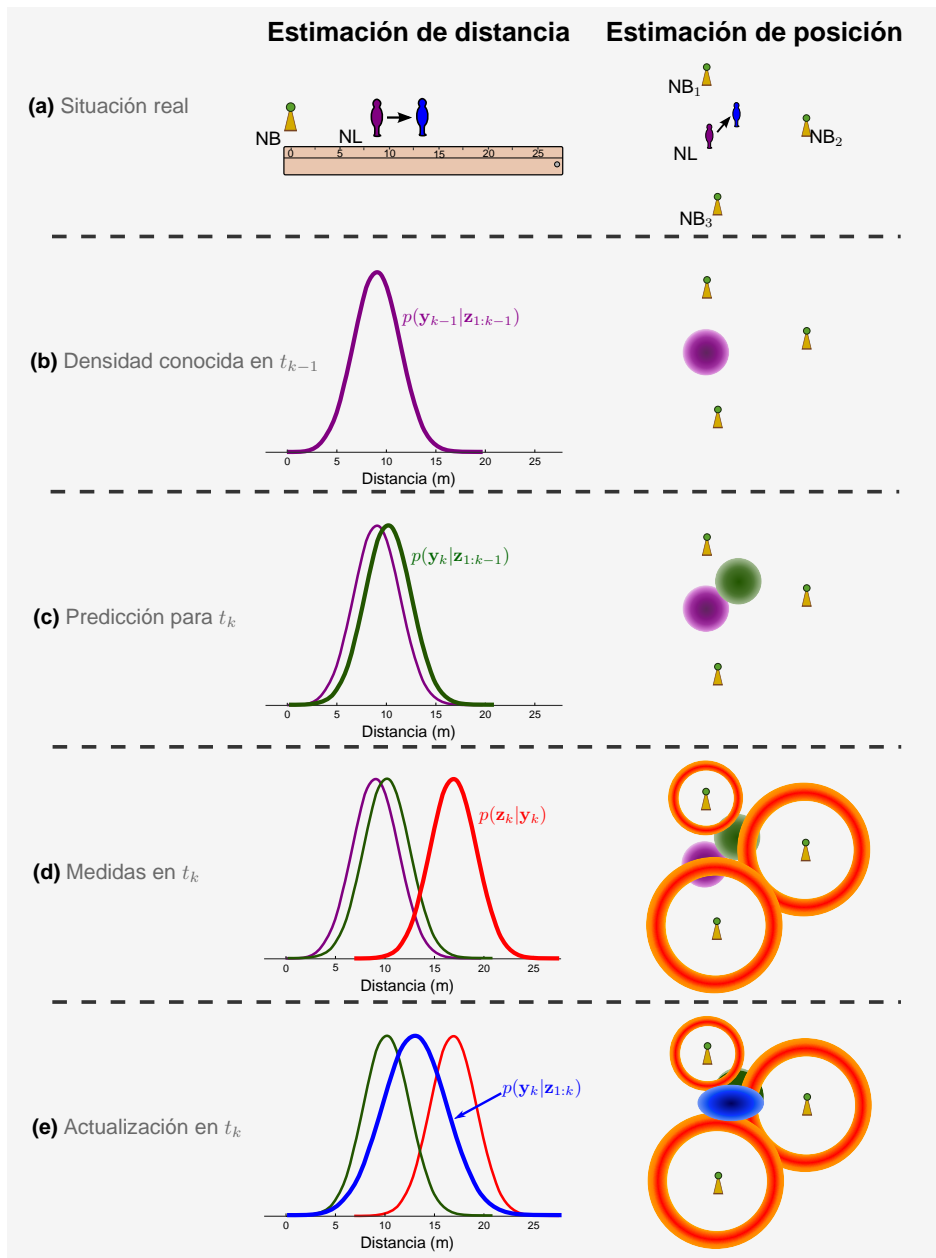 Estimación de distancia
Estimación de posición
(a) Situación real
NB
NL
0 5 10 15 20 25
NB1
NB2
NL
NB3
(b) Densidad conocida en tk−1
p(yk−1|z1:k−1)
0 5 10 15 20 25
Distancia (m)
(c) Predicción para tk
p(yk|z1:k−1)
0 5 10 15 20 25
Distancia (m)
(d) Medidas en tk
p(zk|yk)
0 5 10 15 20 25
Distancia (m)
(e) Actualización en tk
p(yk|z1:k)
0 5 10 15 20 25
Distancia (m)